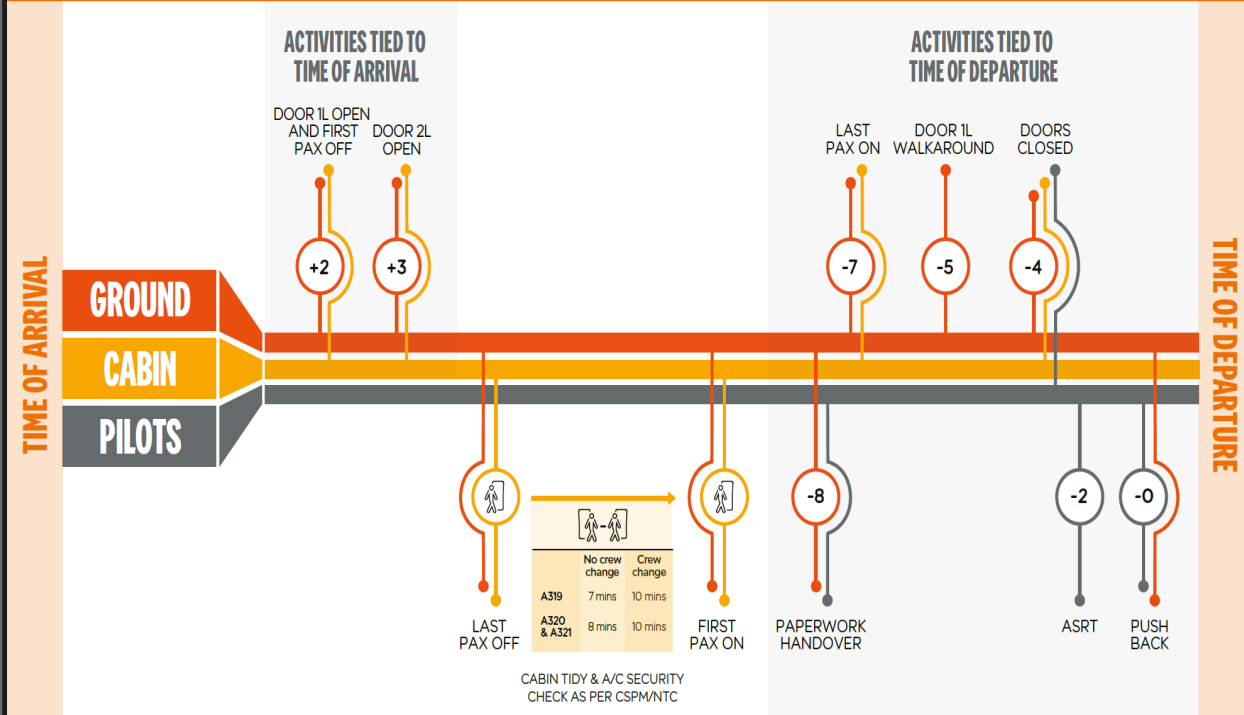 ACTIVITIES TIED TO
TIME OF ARRIVAL
ACTIVITIES TIED TO
TIME OF DEPARTURE
DOOR 1L OPEN
AND FIRST
PAX OFF
DOOR 2L
OPEN
LAST
PAX ON
DOOR 1L
WALKAROUND
DOORS
CLOSED
+2
+3
-7
-5
-4
TIME OF ARRIVAL
GROUND
CABIN
PILOTS
TIME OF DEPARTURE
-8
-2
-0
No crew
change
Crew
change
A319
7 mins
10 mins
A320
& A321
8 mins
10 mins
LAST
PAX OFF
FIRST
PAX ON
PAPERWORK
HANDOVER
ASRT
PUSH
BACK
CABIN TIDY & A/C SECURITY
CHECK AS PER CSPM/NTC